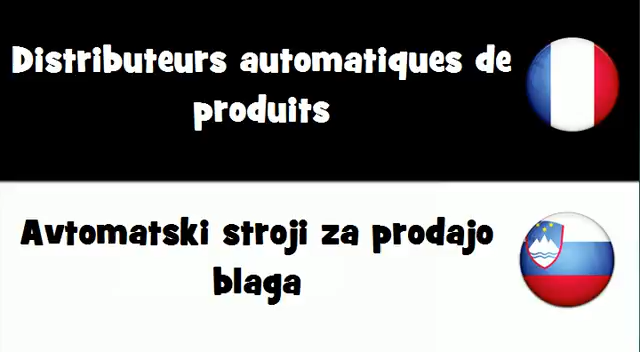 Distributeurs automatiques de
produits
Avtomatski stroji za prodajo
blaga